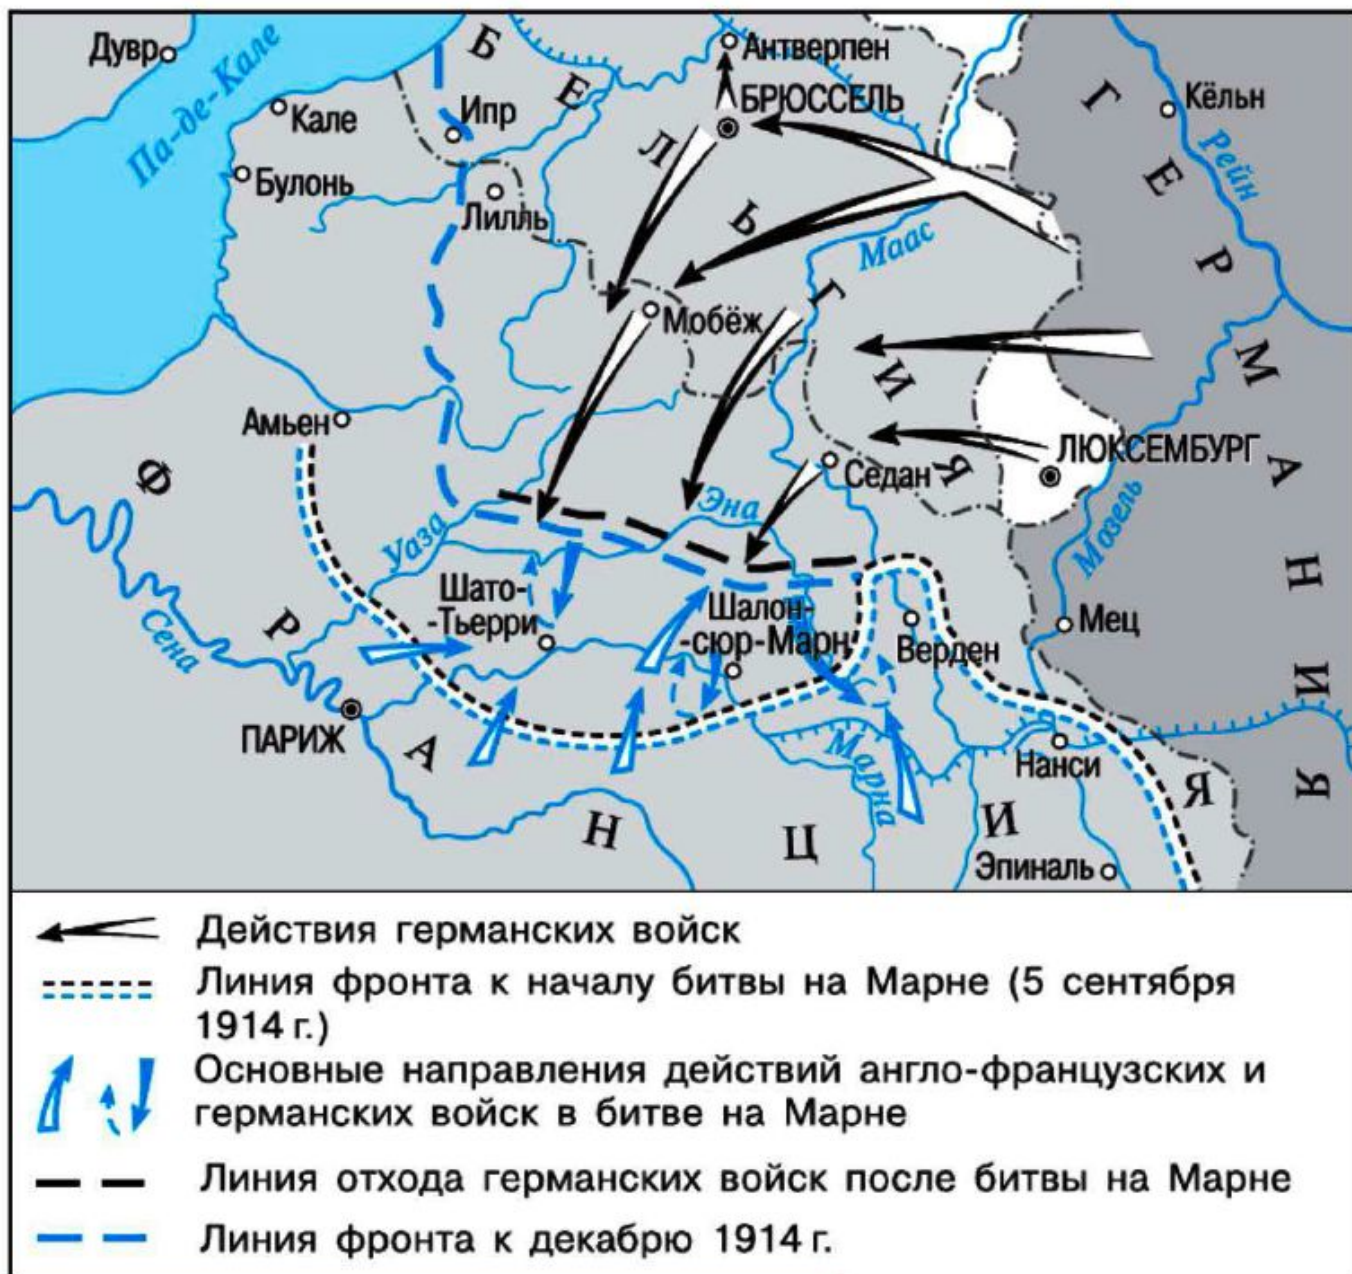 Дувр
Па-де-Кале
Кале
Булонь
Ипр
Лилль
БЕЛЬГИЯ
Антверпен
БРЮССЕЛЬ
ГЕРМАНИЯ
Кёльн
Рейн
Маас
Мобёж
Амьен
ЛЮКСЕМБУРГ
Седан
Мозель
ФРАНЦИЯ
Уаза
Эна
Сена
Шато-
-Тьерри
Шалон-
-сюр-Марн
Верден
Мец
ПАРИЖ
Марна
Нанси
Эпиналь
Действия германских войск
Линия фронта к началу битвы на Марне (5 сентября
1914 г.)
Основные направления действий англо-французских и
германских войск в битве на Марне
Линия отхода германских войск после битвы на Марне
Линия фронта к декабрю 1914 г.